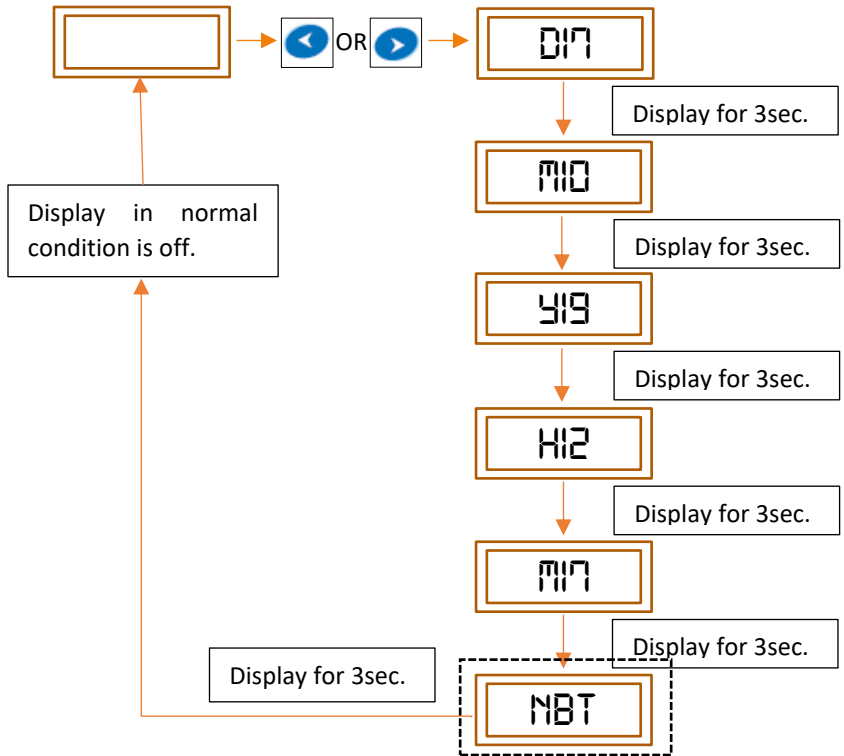 OR
D17
Display for 3sec.
M10
Display for 3sec.
Y19
Display for 3sec.
H12
Display for 3sec.
M17
Display for 3sec.
NBT
Display for 3sec.
Display in normal
condition is off.